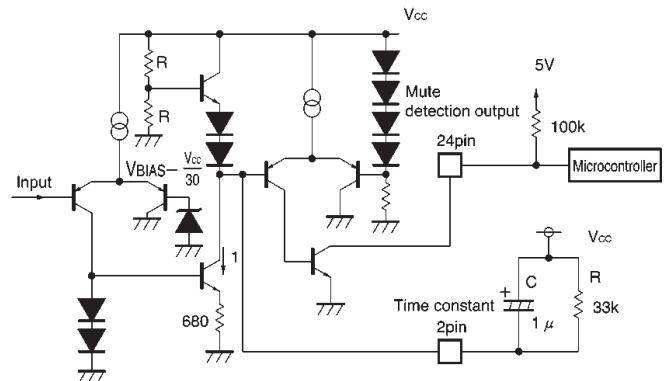 Vcc
R
R
5V
Mute
detection output
100k
24pin
Microcontroller
VBIAS – Vcc/30
Input
1
680
Vcc
+
C
R
Time constant
1 μ
33k
2pin